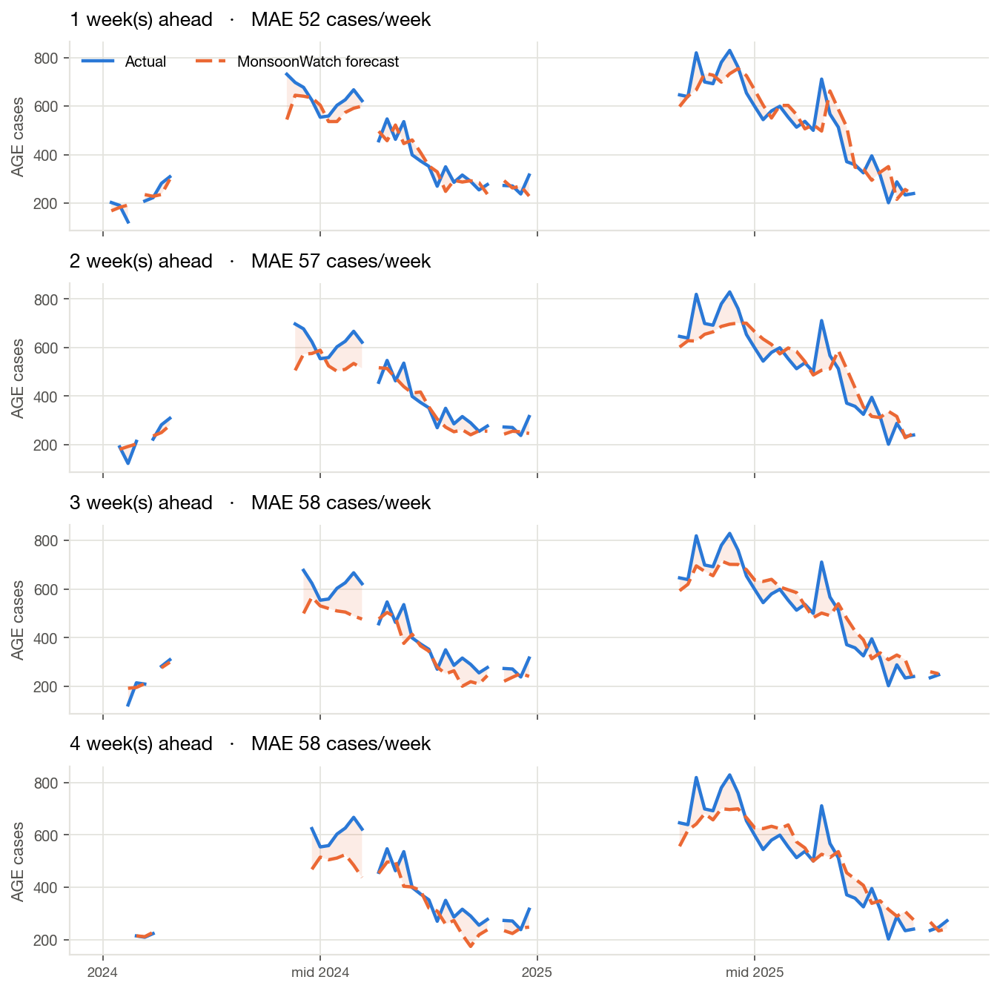 1 week(s) ahead · MAE 52 cases/week
Actual MonsoonWatch forecast
AGE cases
800
600
400
200
2 week(s) ahead · MAE 57 cases/week
AGE cases
800
600
400
200
3 week(s) ahead · MAE 58 cases/week
AGE cases
800
600
400
200
4 week(s) ahead · MAE 58 cases/week
AGE cases
800
600
400
200
2024 mid 2024 2025 mid 2025